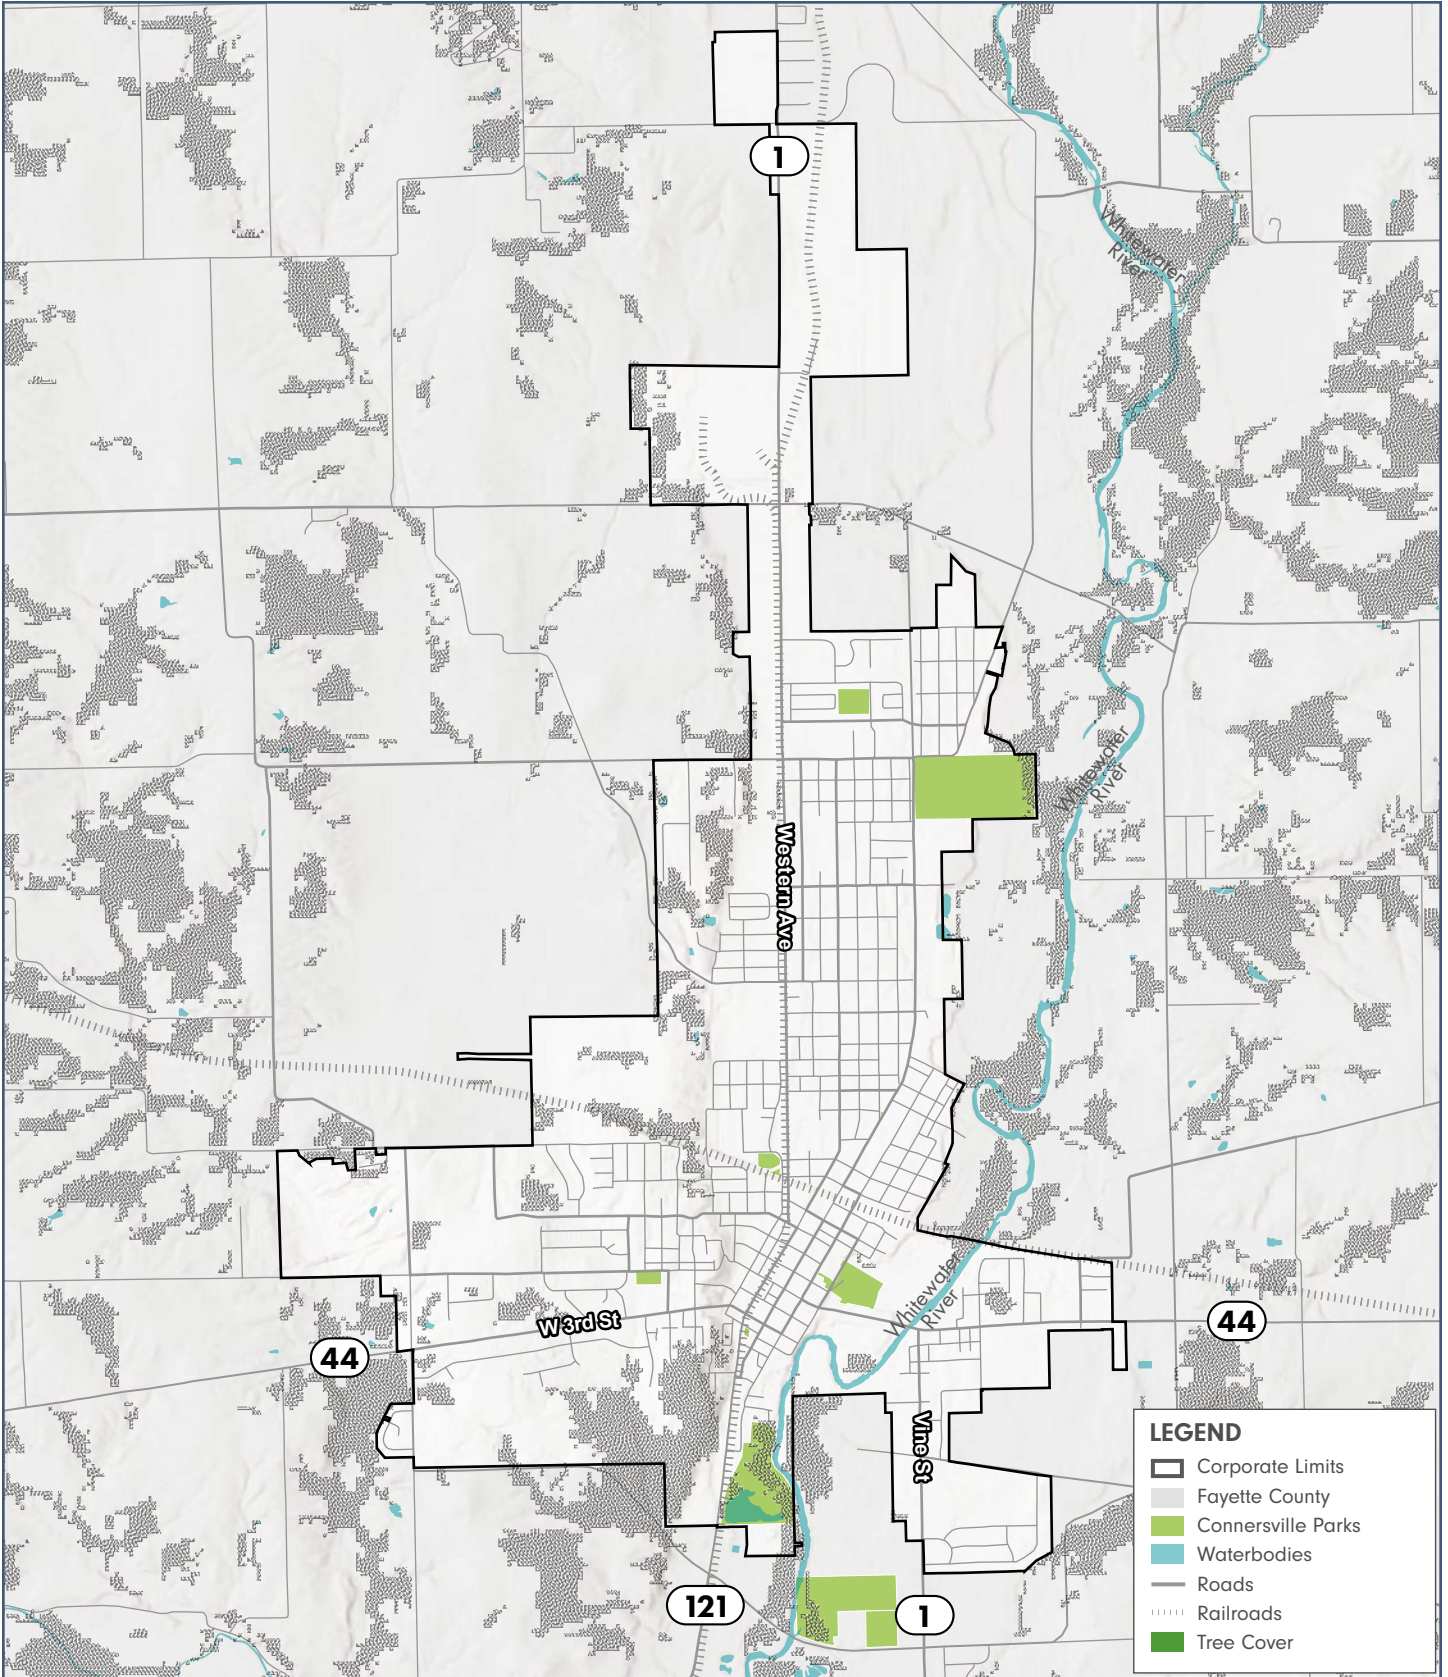 1
Whitewater
River
Whitewater
River
Western Ave
Whitewater
River
W 3rd St
44
44
Vine St
121
1
LEGEND
Corporate Limits
Fayette County
Connersville Parks
Waterbodies
Roads
Railroads
Tree Cover